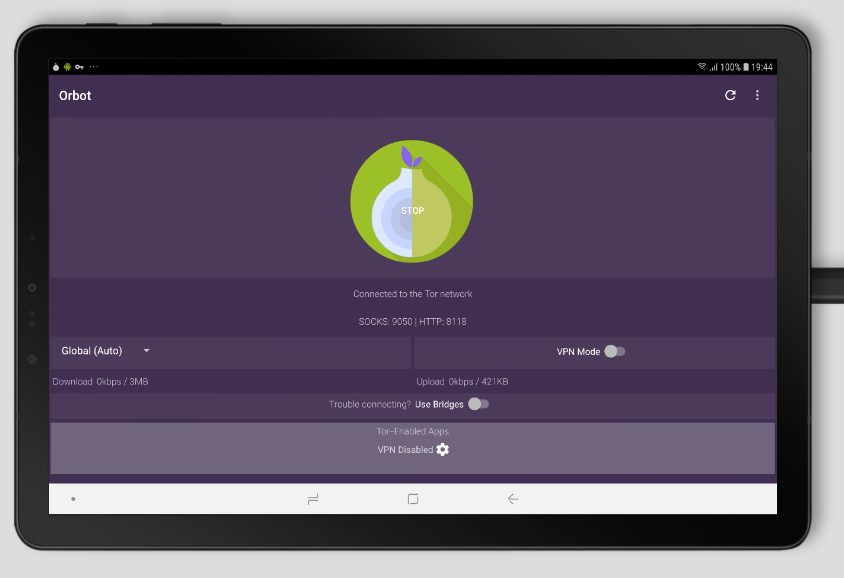 100% 19:44
Orbot
STOP
Connected to the Tor network
SOCKS: 9050 | HTTP: 8118
Global (Auto)
VPN Mode
Download 0kbps / 3MB
Upload 0kbps / 421KB
Trouble connecting? Use Bridges
Tor-Enabled Apps
VPN Disabled